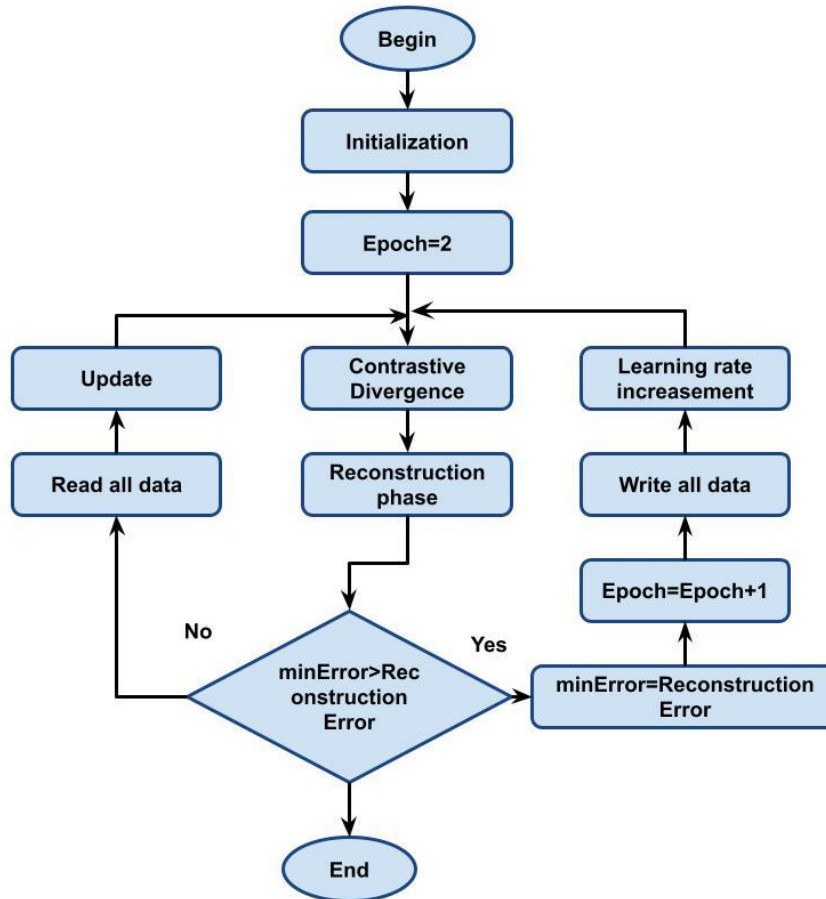 Begin
Initialization
Epoch=2
Update
Contrastive
Divergence
Learning rate
increasement
Read all data
Reconstruction
phase
Write all data
Epoch=Epoch+1
No
Yes
minError>Rec
onstruction
Error
minError=Reconstruction
Error
End